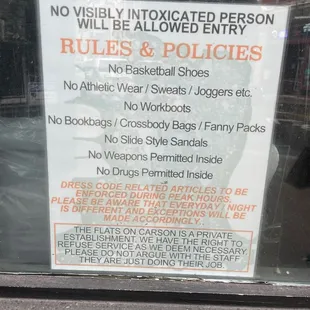 NO VISIBLY INTOXICATED PERSON
WILL BE ALLOWED ENTRY
RULES & POLICIES
No Basketball Shoes
No Athletic Wear / Sweats / Joggers etc.
No Workboots
No Bookbags / Crossbody Bags / Fanny Packs
No Slide Style Sandals
No Weapons Permitted Inside
No Drugs Permitted Inside
DRESS CODE RELATED ARTICLES TO BE
ENFORCED DURING PEAK HOURS.
PLEASE BE AWARE THAT EVERYDAY / NIGHT
IS DIFFERENT AND EXCEPTIONS WILL BE
MADE ACCORDINGLY.
THE FLATS ON CARSON IS A PRIVATE
ESTABLISHMENT. WE HAVE THE RIGHT TO
REFUSE SERVICE AS WE DEEM NECESSARY.
PLEASE DO NOT ARGUE WITH THE STAFF
THEY ARE JUST DOING THEIR JOB.